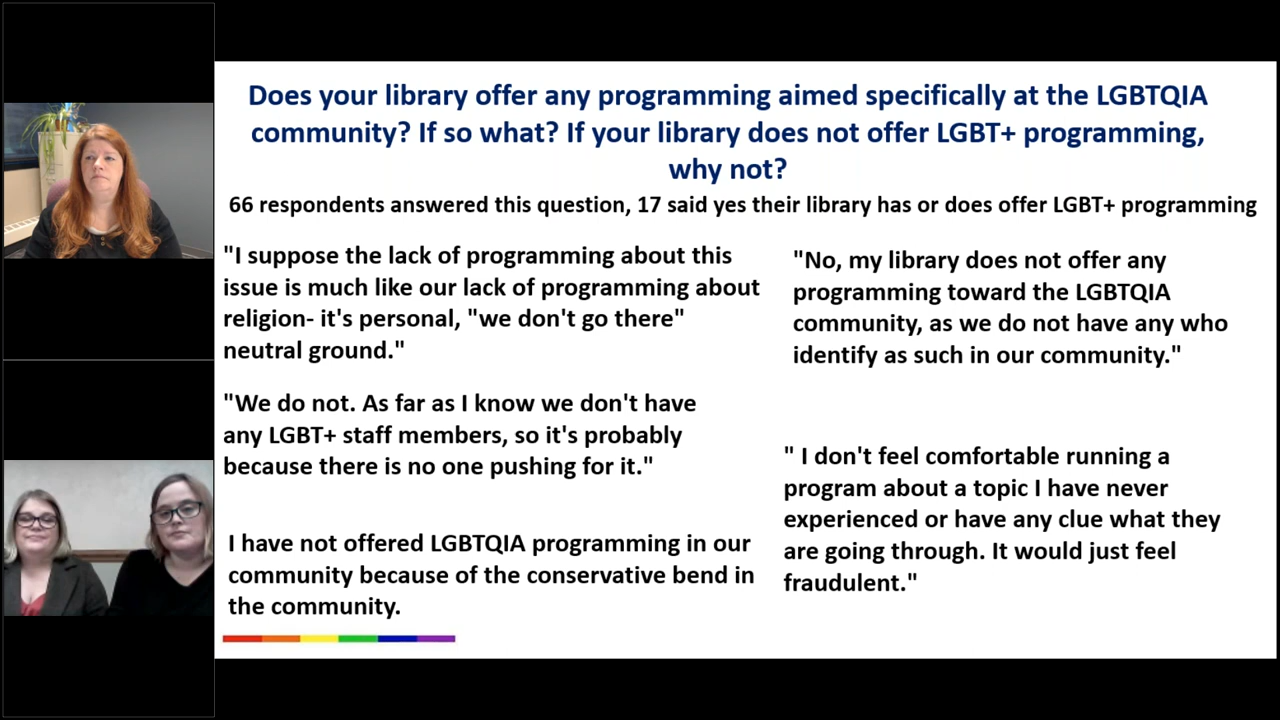 Does your library offer any programming aimed specifically at the LGBTQIA
community? If so what? If your library does not offer LGBT+ programming,
why not?
66 respondents answered this question, 17 said yes their library has or does offer LGBT+ programming
"I suppose the lack of programming about this
issue is much like our lack of programming about
religion- it's personal, "we don't go there"
neutral ground."
"We do not. As far as I know we don't have
any LGBT+ staff members, so it's probably
because there is no one pushing for it."
I have not offered LGBTQIA programming in our
community because of the conservative bend in
the community.
"No, my library does not offer any
programming toward the LGBTQIA
community, as we do not have any who
identify as such in our community."
" I don't feel comfortable running a
program about a topic I have never
experienced or have any clue what they
are going through. It would just feel
fraudulent."